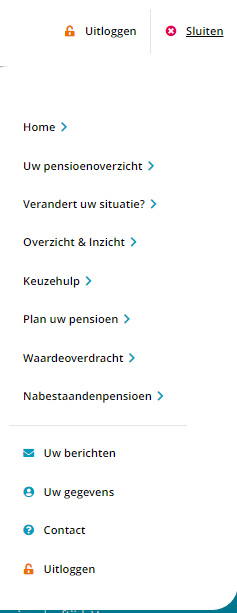 Uitloggen
Sluiten
Home
Uw pensioenoverzicht
Verandert uw situatie?
Overzicht & Inzicht
Keuzehulp
Plan uw pensioen
Waardeoverdracht
Nabestaandenpensioen
Uw berichten
Uw gegevens
Contact
Uitloggen